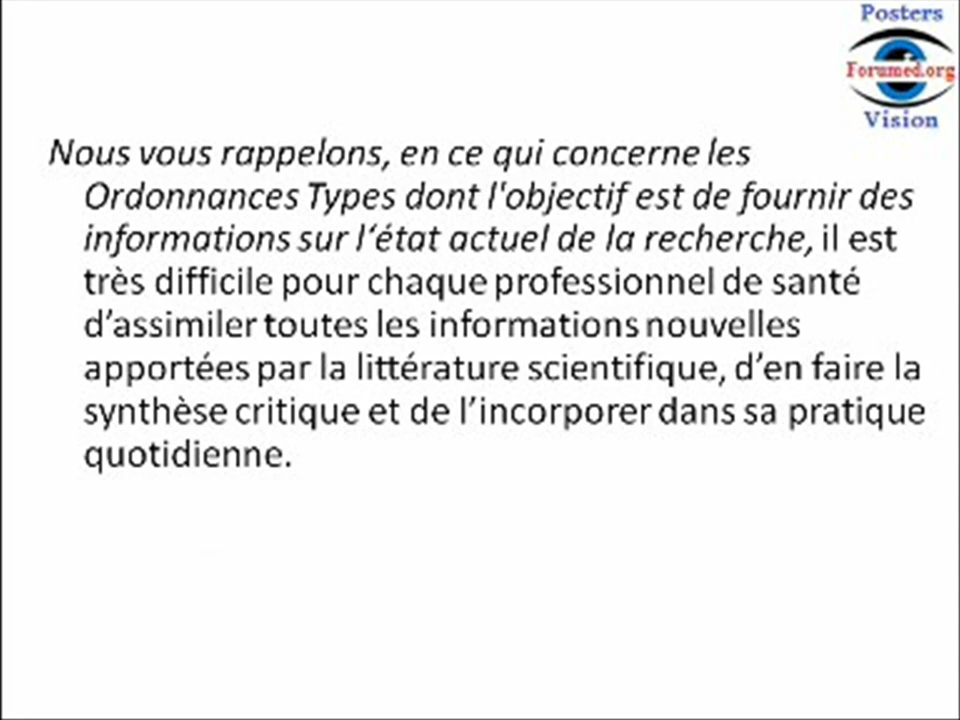 Posters
Forumed.org
Vision
Nous vous rappelons, en ce qui concerne les
Ordonnances Types dont l'objectif est de fournir des
informations sur l‘état actuel de la recherche, il est
très difficile pour chaque professionnel de santé
d’assimiler toutes les informations nouvelles
apportées par la littérature scientifique, d’en faire la
synthèse critique et de l’incorporer dans sa pratique
quotidienne.